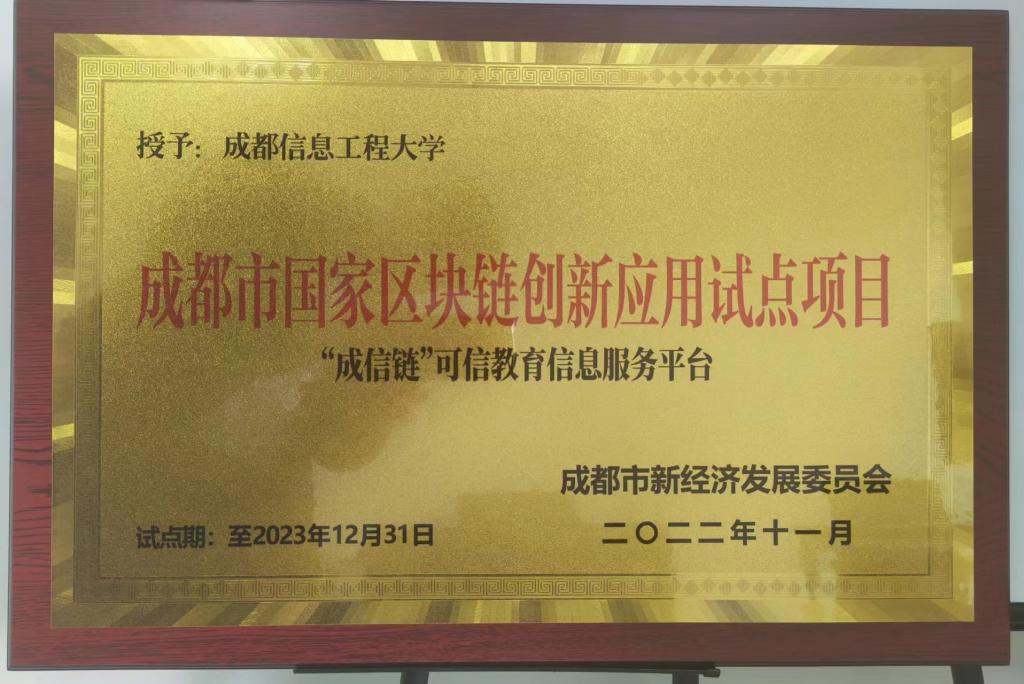 授予：成都信息工程大学
成都市国家区块链创新应用试点项目
“成信链”可信教育信息服务平台
成都市新经济发展委员会
试点期：至2023年12月31日
二〇二二年十一月